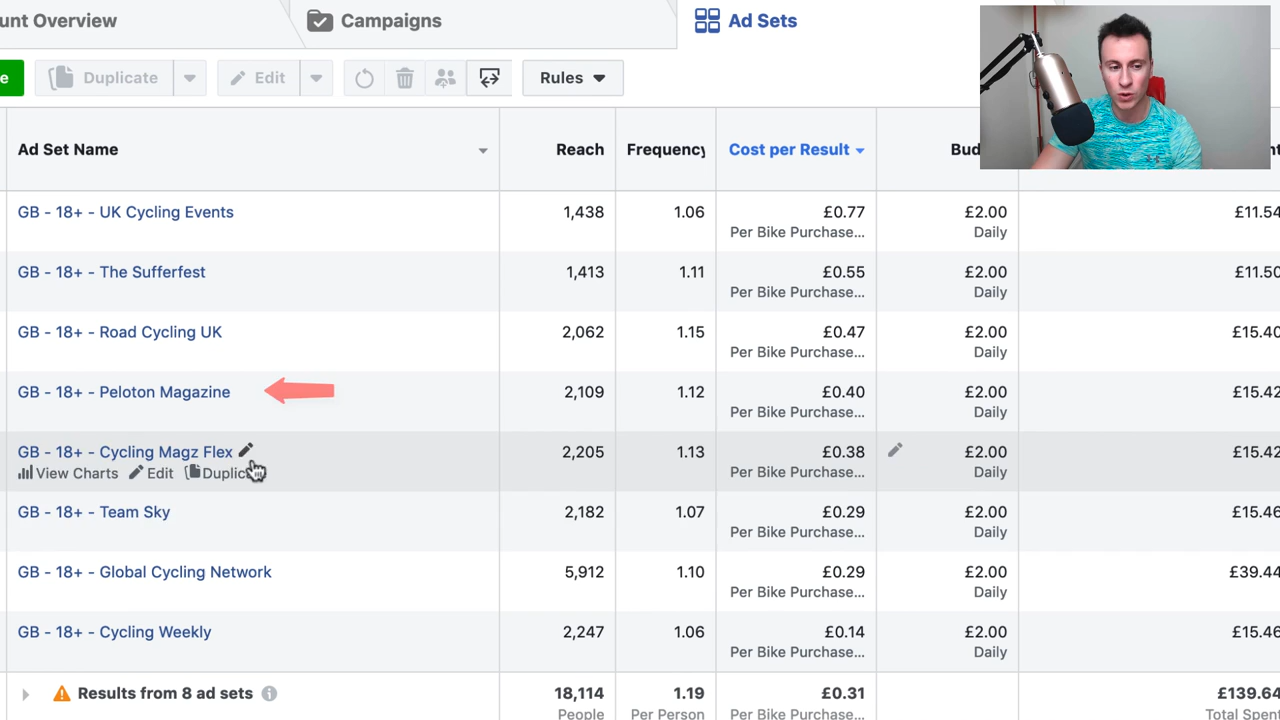 unt Overview
Campaigns
Ad Sets
e
Duplicate
Edit
Rules
Ad Set Name
Reach
Frequency
Cost per Result
Bud
nt
GB - 18+ - UK Cycling Events
1,438
1.06
£0.77
Per Bike Purchase...
£2.00
Daily
£11.54
GB - 18+ - The Sufferfest
1,413
1.11
£0.55
Per Bike Purchase...
£2.00
Daily
£11.50
GB - 18+ - Road Cycling UK
2,062
1.15
£0.47
Per Bike Purchase...
£2.00
Daily
£15.40
GB - 18+ - Peloton Magazine
2,109
1.12
£0.40
Per Bike Purchase...
£2.00
Daily
£15.42
GB - 18+ - Cycling Magz Flex
View Charts
Edit
Duplic
2,205
1.13
£0.38
Per Bike Purchase...
£2.00
Daily
£15.42
GB - 18+ - Team Sky
2,182
1.07
£0.29
Per Bike Purchase...
£2.00
Daily
£15.46
GB - 18+ - Global Cycling Network
5,912
1.10
£0.29
Per Bike Purchase...
£2.00
Daily
£39.44
GB - 18+ - Cycling Weekly
2,247
1.06
£0.14
Per Bike Purchase...
£2.00
Daily
£15.46
Results from 8 ad sets
18,114
People
1.19
Per Person
£0.31
Per Bike Purchase...
£139.64
Total Spent